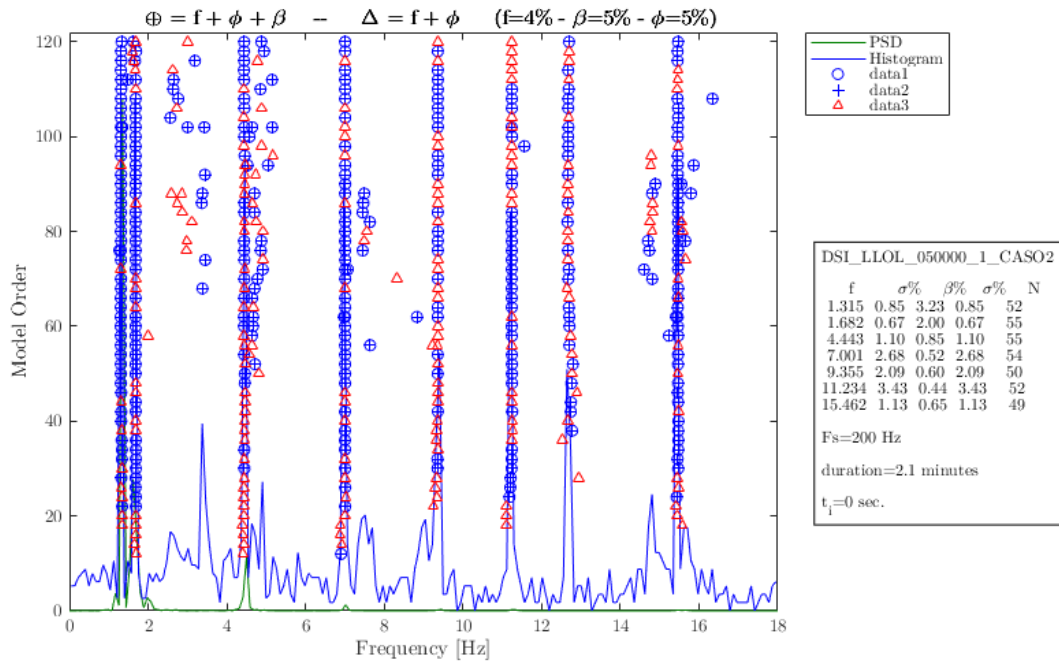 ⊕ = f + ϕ + β -- Δ = f + ϕ (f=4% - β=5% - ϕ=5%)
120
100
80
60
40
20
0
Model Order
0 2 4 6 8 10 12 14 16 18
Frequency [Hz]
PSD
Histogram
data1
data2
data3
DSI_LLOL_050000_1_CASO2
f σ% β% σ% N
1.315 0.85 3.23 0.85 52
1.682 0.67 2.00 0.67 55
4.443 1.10 0.85 1.10 55
7.001 2.68 0.52 2.68 54
9.355 2.09 0.60 2.09 50
11.234 3.43 0.44 3.43 52
15.462 1.13 0.65 1.13 49
Fs=200 Hz
duration=2.1 minutes
t_i=0 sec.